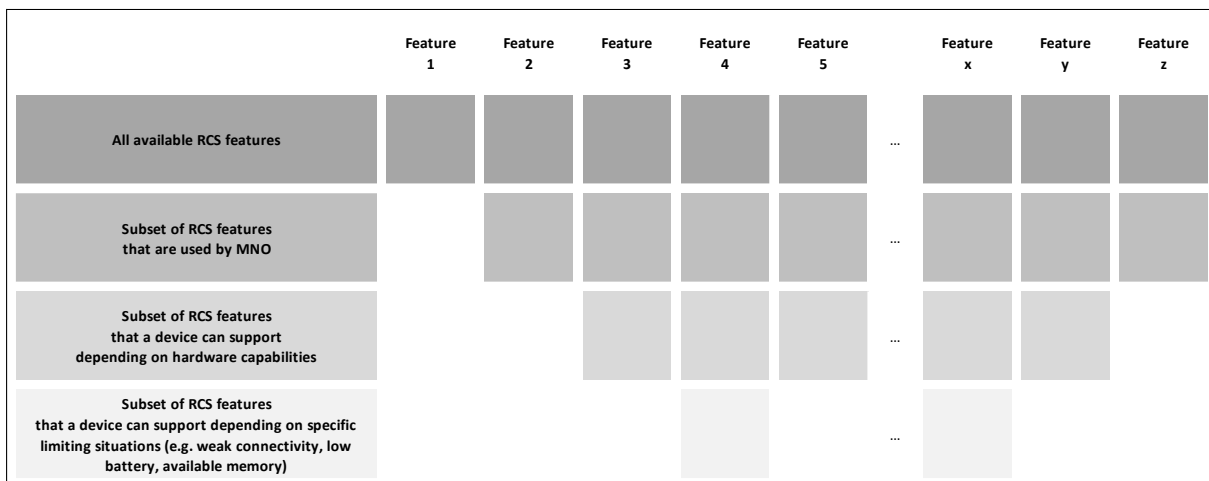 Feature 1
Feature 2
Feature 3
Feature 4
Feature 5
Feature x
Feature y
Feature z
All available RCS features
...
Subset of RCS features
that are used by MNO
...
Subset of RCS features
that a device can support
depending on hardware capabilities
...
Subset of RCS features
that a device can support depending on specific
limiting situations (e.g. weak connectivity, low
battery, available memory)
...